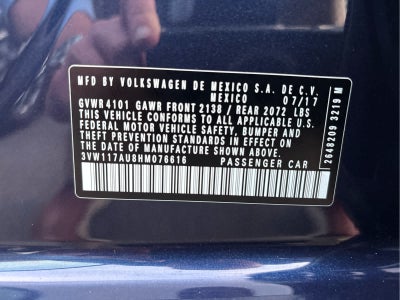 MFD BY VOLKSWAGEN DE MEXICO S.A. DE C.V.
MEXICO 07/17
GVWR 4101 GAWR FRONT 2138 / REAR 2072 LBS
THIS VEHICLE CONFORMS TO ALL APPLICABLE
FEDERAL MOTOR VEHICLE SAFETY, BUMPER AND
THEFT PREVENTION STANDARDS IN EFFECT ON
THE DATE OF MANUFACTURE SHOWN ABOVE.
3VW117AU8HM076616 PASSENGER CAR
2648209 3219 M